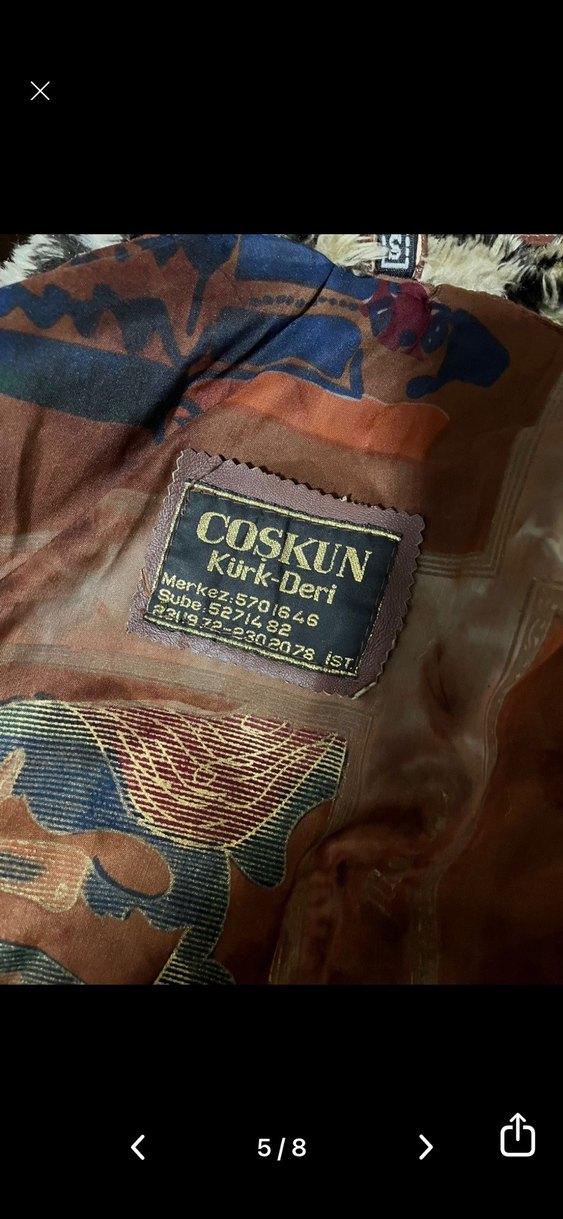 S
COSKUN
Kürk-Deri
Merkez:570 16 46
Şube:527 14 82
231 19 72-230 20 78 İST.
5/8